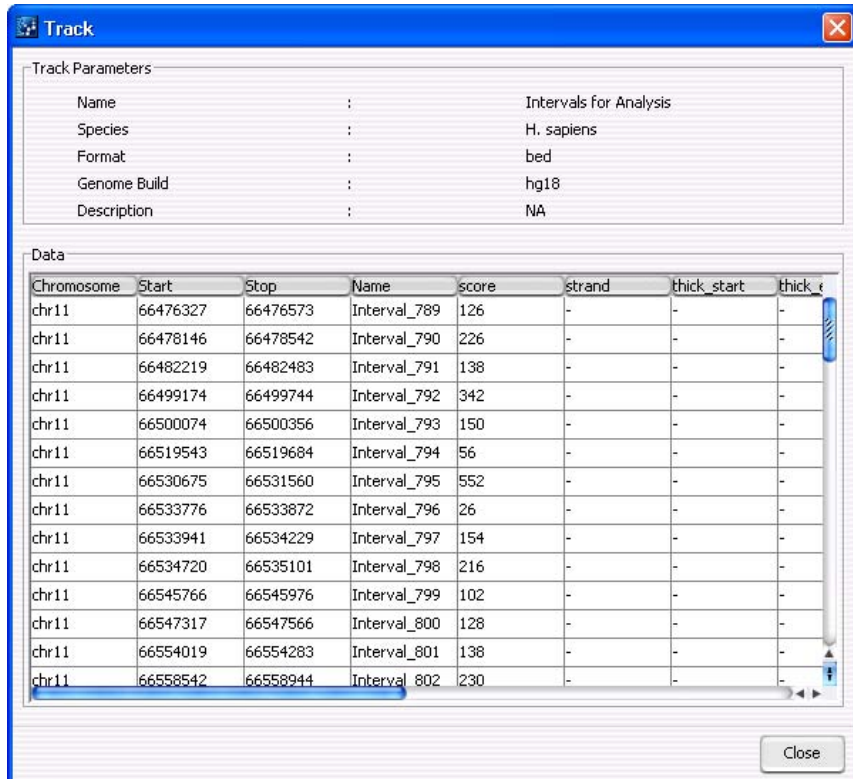 Track
Track Parameters
Name : Intervals for Analysis
Species : H. sapiens
Format : bed
Genome Build : hg18
Description : NA
Data
Chromosome Start Stop Name score strand thick_start thick_e
chr11 66476327 66476573 Interval_789 126 - - -
chr11 66478146 66478542 Interval_790 226 - - -
chr11 66482219 66482483 Interval_791 138 - - -
chr11 66499174 66499744 Interval_792 342 - - -
chr11 66500074 66500356 Interval_793 150 - - -
chr11 66519543 66519684 Interval_794 56 - - -
chr11 66530675 66531560 Interval_795 552 - - -
chr11 66533776 66533872 Interval_796 26 - - -
chr11 66533941 66534229 Interval_797 154 - - -
chr11 66534720 66535101 Interval_798 216 - - -
chr11 66545766 66545976 Interval_799 102 - - -
chr11 66547317 66547566 Interval_800 128 - - -
chr11 66554019 66554283 Interval_801 138 - - -
chr11 66558542 66558944 Interval_802 230 - - -
Close